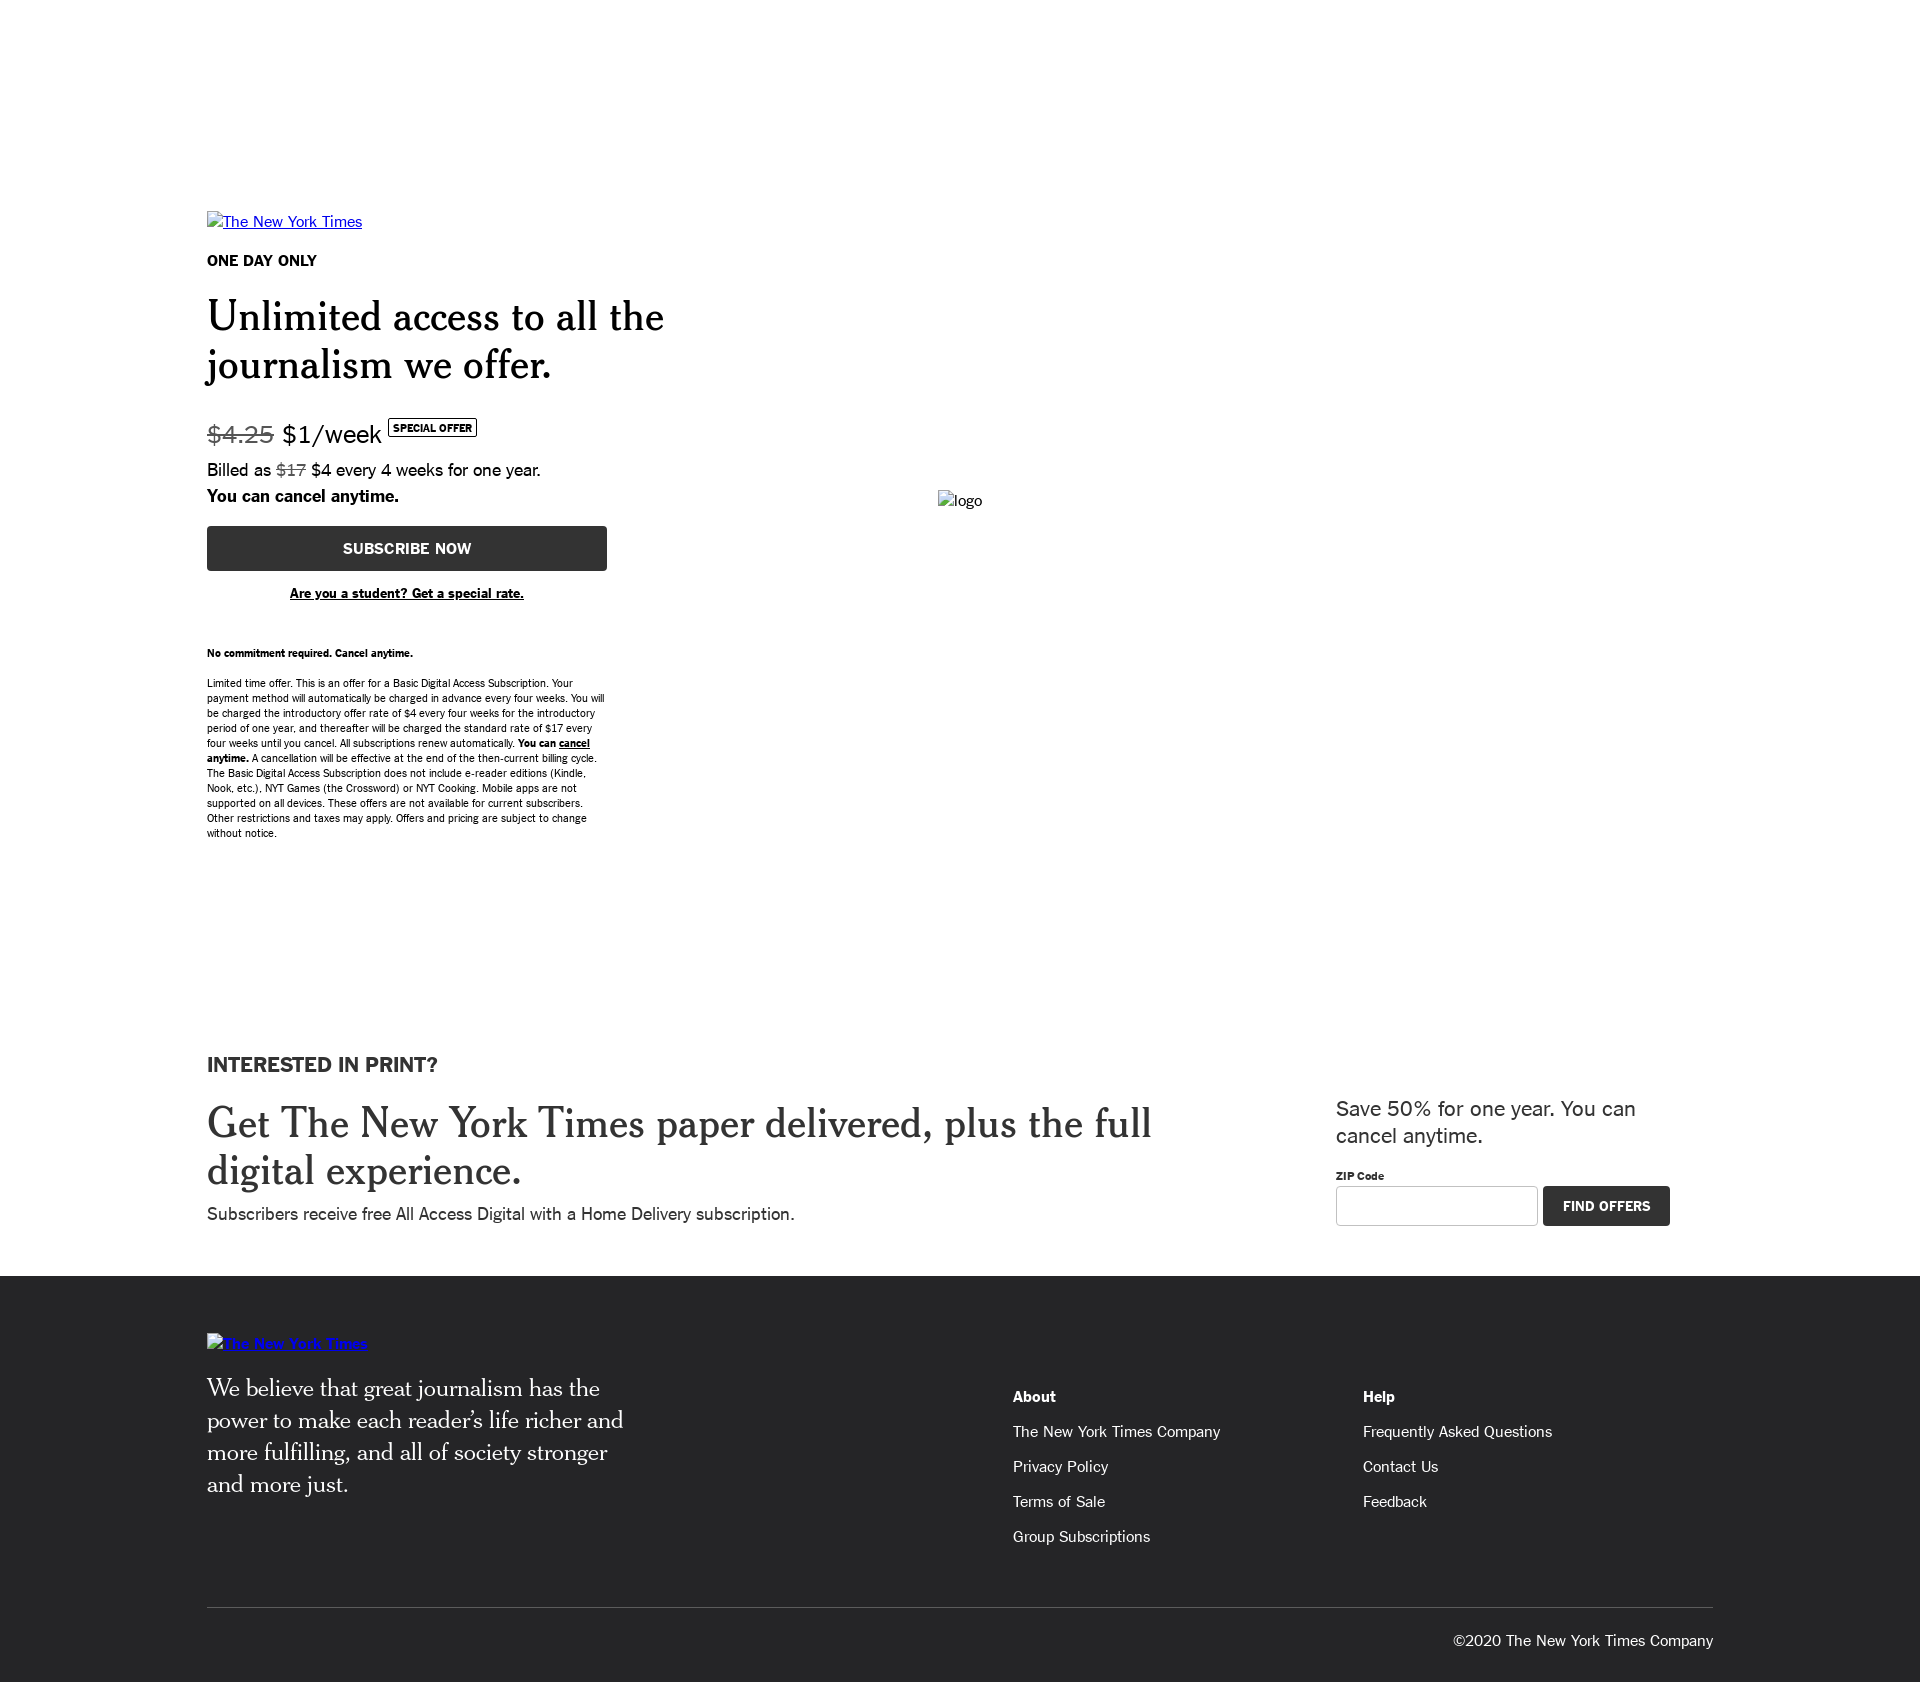 The New York Times
ONE DAY ONLY
Unlimited access to all the
journalism we offer.
$4.25 $1/week SPECIAL OFFER
Billed as $17 $4 every 4 weeks for one year.
You can cancel anytime.
logo
SUBSCRIBE NOW
Are you a student? Get a special rate.
No commitment required. Cancel anytime.
Limited time offer. This is an offer for a Basic Digital Access Subscription. Your
payment method will automatically be charged in advance every four weeks. You will
be charged the introductory offer rate of $4 every four weeks for the introductory
period of one year, and thereafter will be charged the standard rate of $17 every
four weeks until you cancel. All subscriptions renew automatically. You can cancel
anytime. A cancellation will be effective at the end of the then-current billing cycle.
The Basic Digital Access Subscription does not include e-reader editions (Kindle,
Nook, etc.), NYT Games (the Crossword) or NYT Cooking. Mobile apps are not
supported on all devices. These offers are not available for current subscribers.
Other restrictions and taxes may apply. Offers and pricing are subject to change
without notice.
INTERESTED IN PRINT?
Get The New York Times paper delivered, plus the full
digital experience.
Subscribers receive free All Access Digital with a Home Delivery subscription.
Save 50% for one year. You can
cancel anytime.
ZIP Code
FIND OFFERS
The New York Times
We believe that great journalism has the
power to make each reader’s life richer and
more fulfilling, and all of society stronger
and more just.
About
The New York Times Company
Privacy Policy
Terms of Sale
Group Subscriptions
Help
Frequently Asked Questions
Contact Us
Feedback
©2020 The New York Times Company